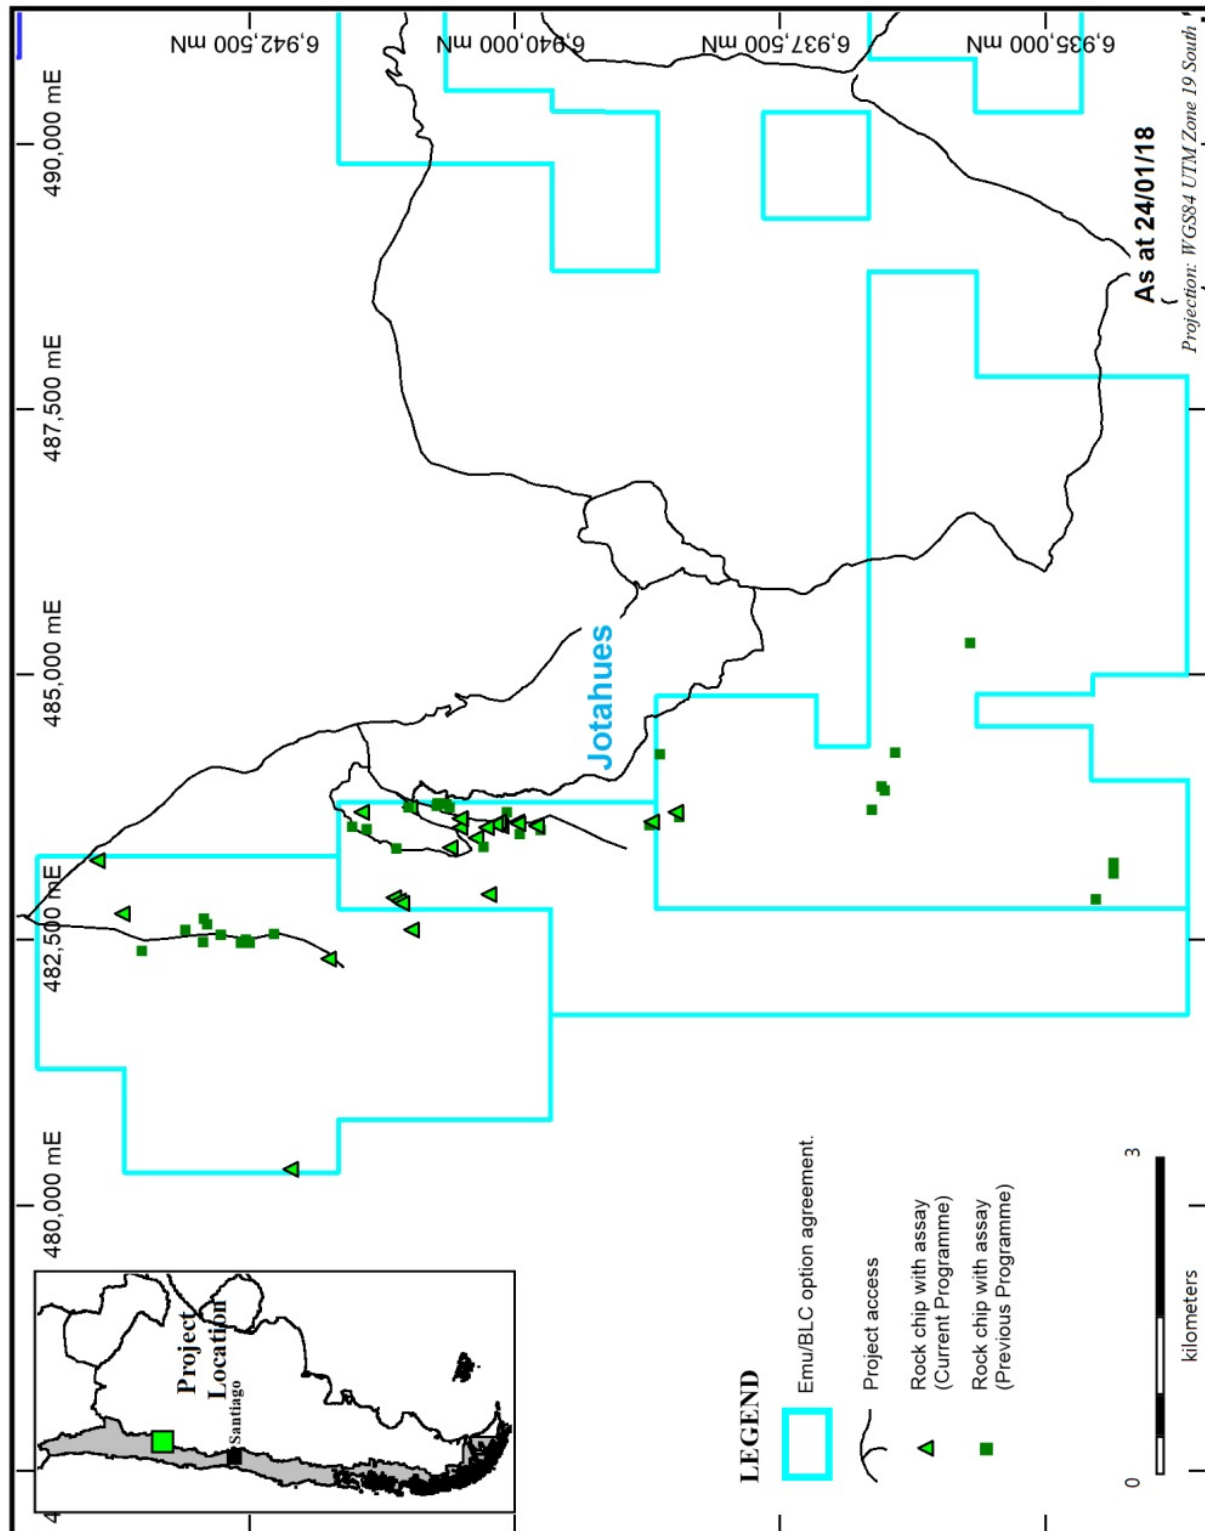 480,000 mE
482,500 mE
485,000 mE
487,500 mE
490,000 mE
6,942,500 mN
6,940,000 mN
6,937,500 mN
6,935,000 mN
Project
Location
Santiago
Jotahues
LEGEND
Emu/BLC option agreement.
Project access
Rock chip with assay
(Current Programme)
Rock chip with assay
(Previous Programme)
0
3
kilometers
As at 24/01/18
Projection: WGS84 UTM Zone 19 South